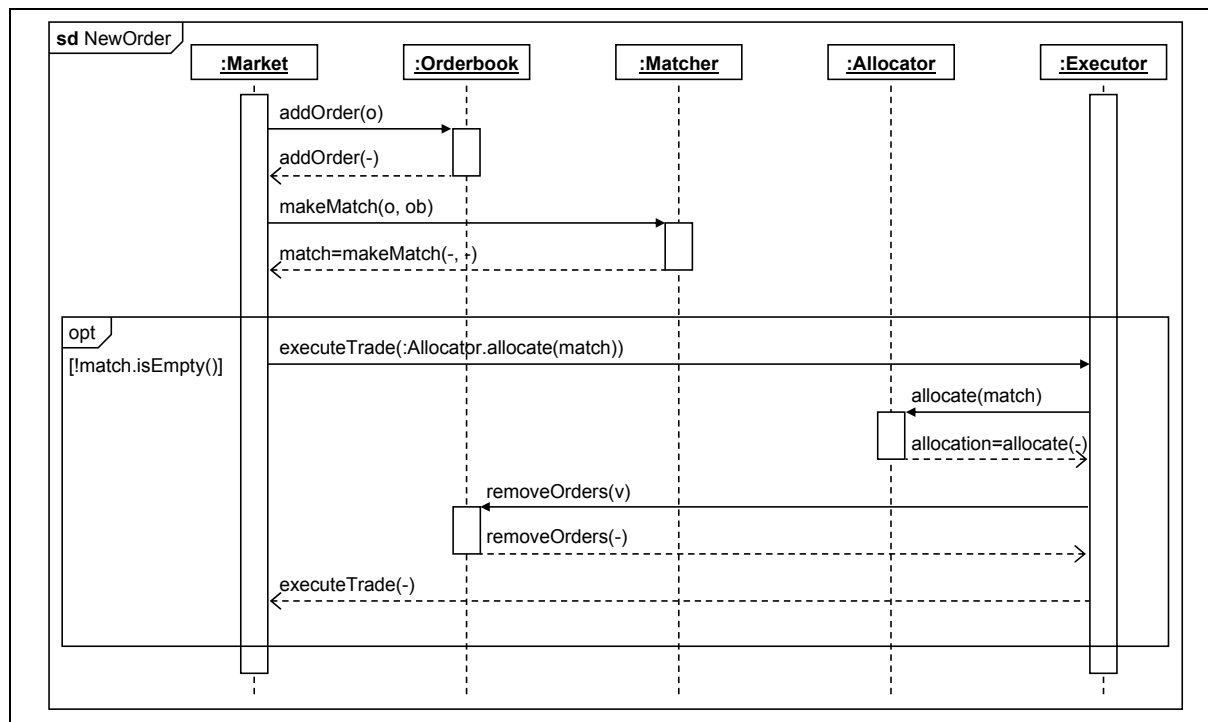 sd NewOrder
:Market
:Orderbook
:Matcher
:Allocator
:Executor
addOrder(o)
addOrder(-)
makeMatch(o, ob)
match=makeMatch(-, -)
opt
[!match.isEmpty()]
executeTrade(:Allocator.allocate(match))
allocate(match)
allocation=allocate(-)
removeOrders(v)
removeOrders(-)
executeTrade(-)